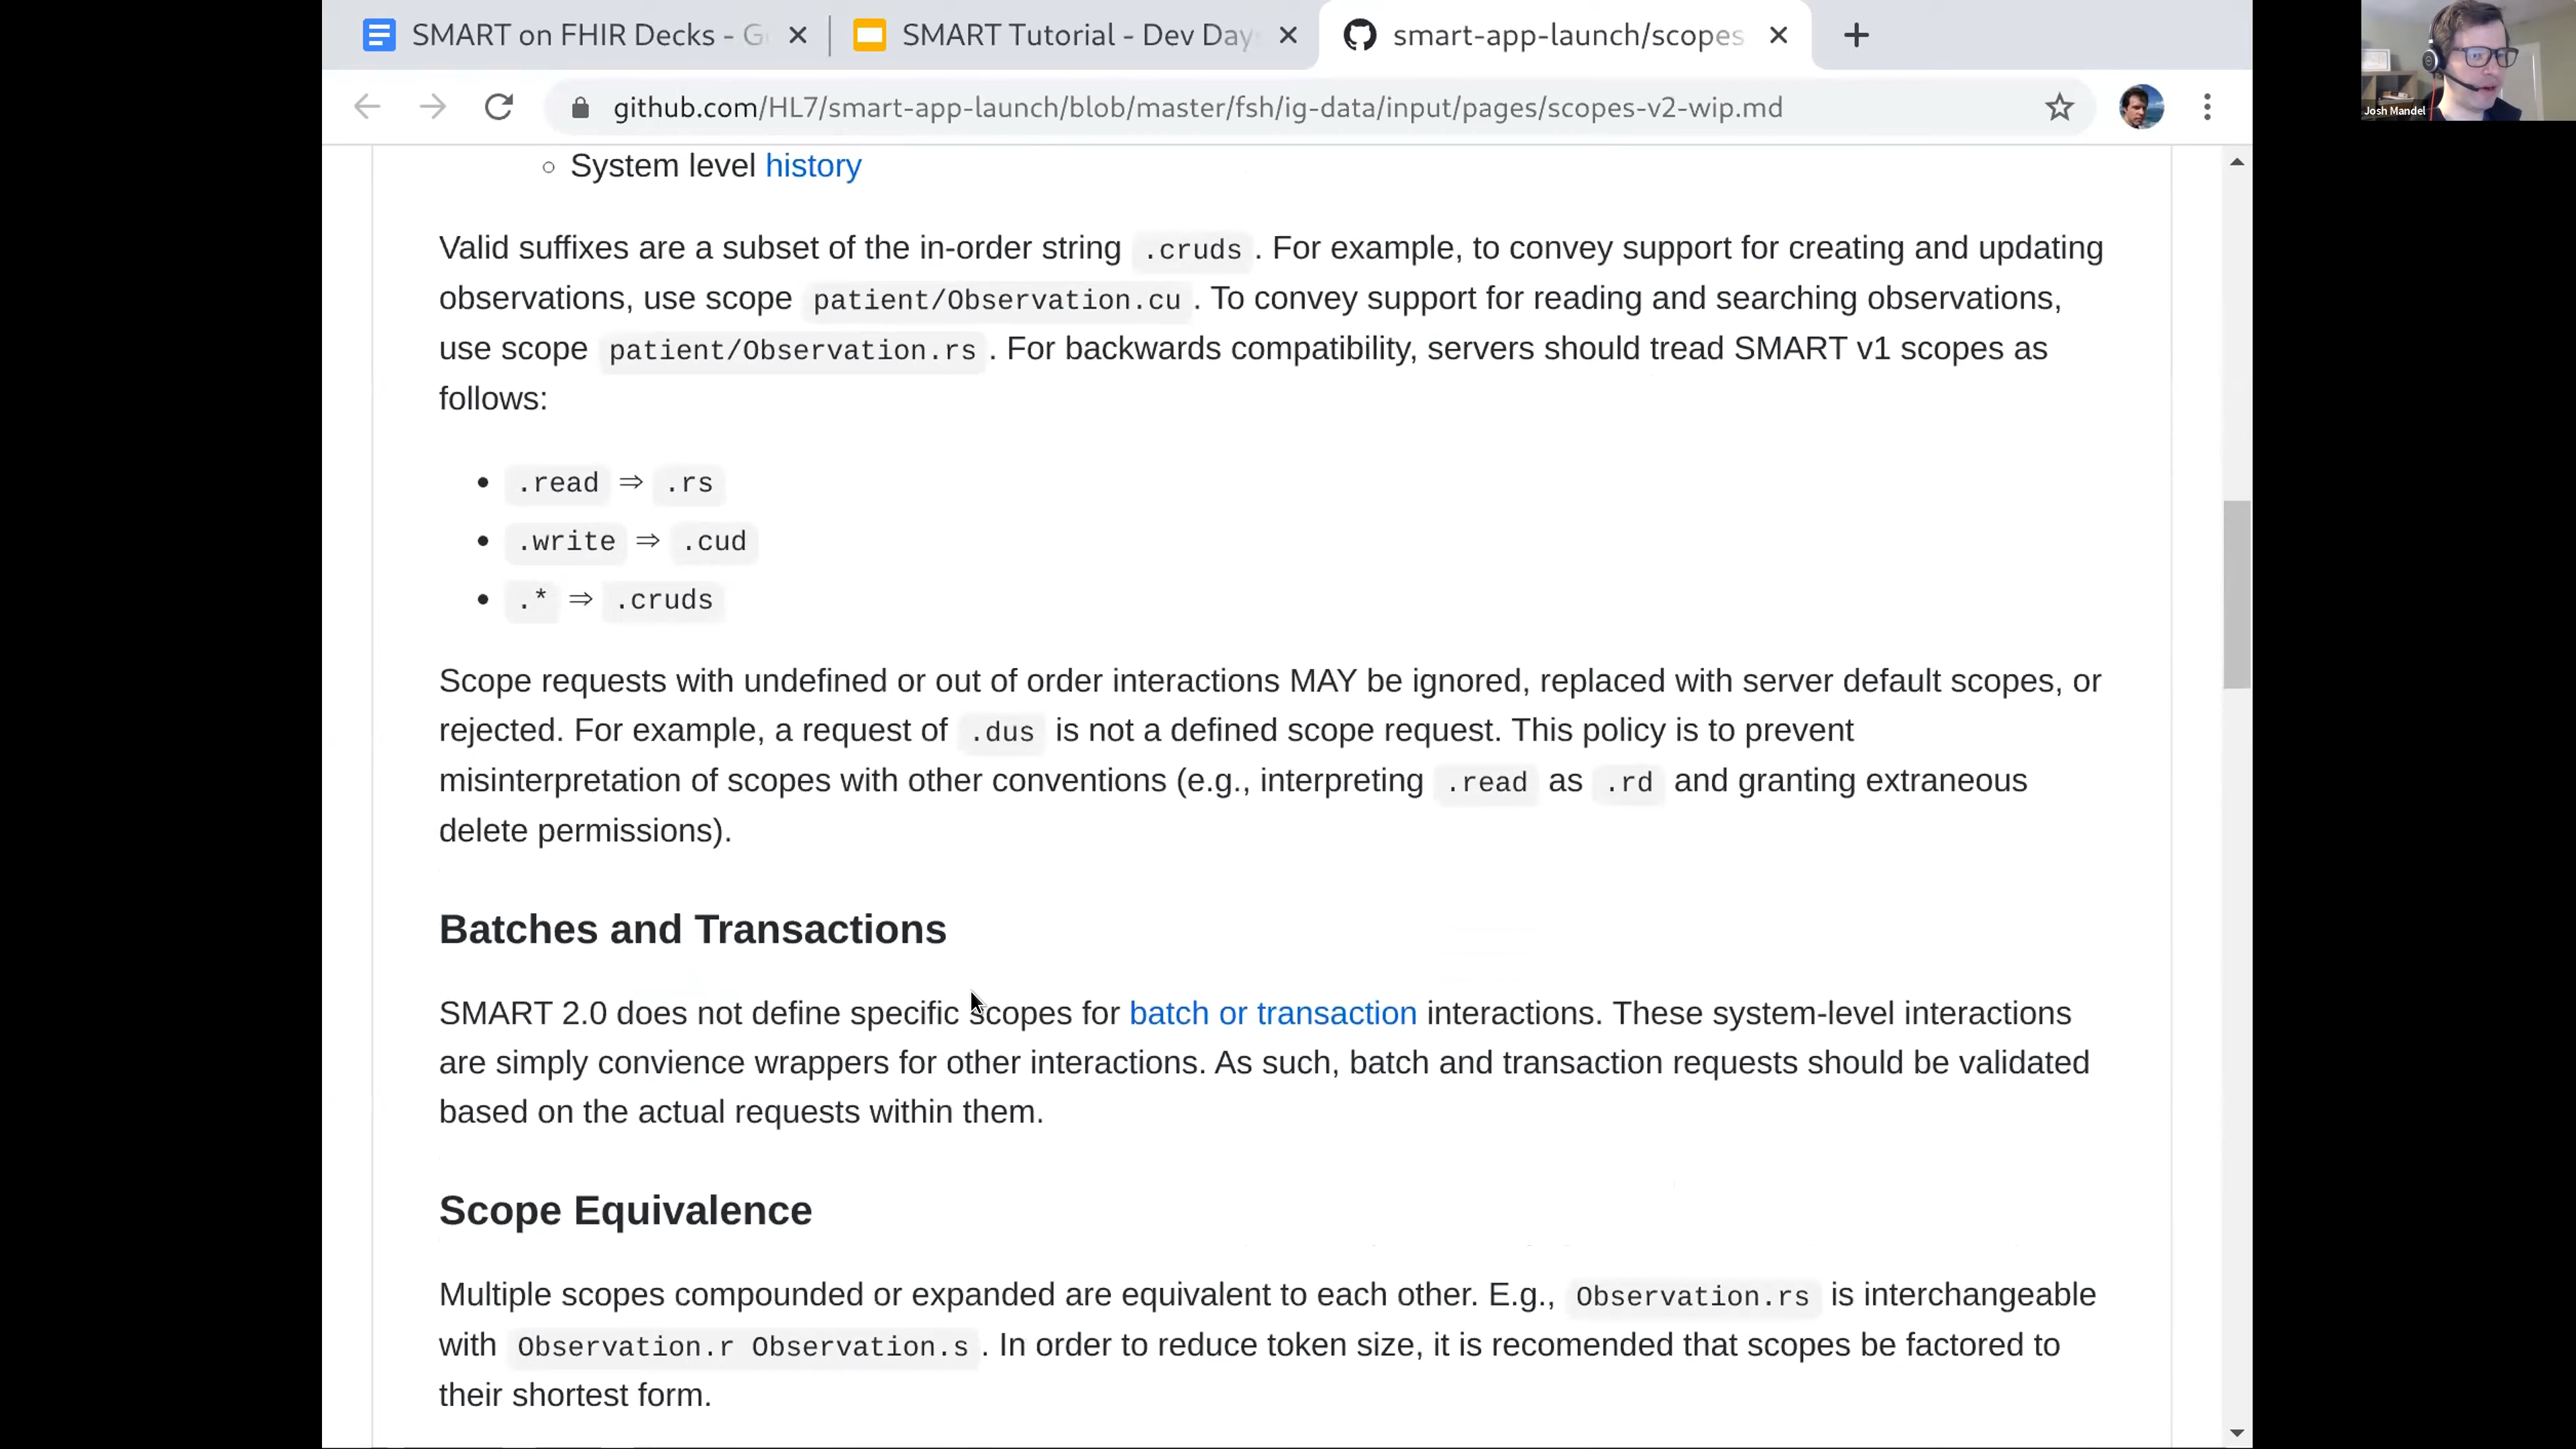 SMART on FHIR Decks - G
SMART Tutorial - Dev Day
smart-app-launch/scopes
github.com/HL7/smart-app-launch/blob/master/fsh/ig-data/input/pages/scopes-v2-wip.md
Josh Mandel
System level history
Valid suffixes are a subset of the in-order string .cruds . For example, to convey support for creating and updating
observations, use scope patient/Observation.cu . To convey support for reading and searching observations,
use scope patient/Observation.rs . For backwards compatibility, servers should tread SMART v1 scopes as
follows:
.read ⇒ .rs
.write ⇒ .cud
.* ⇒ .cruds
Scope requests with undefined or out of order interactions MAY be ignored, replaced with server default scopes, or
rejected. For example, a request of .dus is not a defined scope request. This policy is to prevent
misinterpretation of scopes with other conventions (e.g., interpreting .read as .rd and granting extraneous
delete permissions).
Batches and Transactions
SMART 2.0 does not define specific scopes for batch or transaction interactions. These system-level interactions
are simply convience wrappers for other interactions. As such, batch and transaction requests should be validated
based on the actual requests within them.
Scope Equivalence
Multiple scopes compounded or expanded are equivalent to each other. E.g., Observation.rs is interchangeable
with Observation.r Observation.s . In order to reduce token size, it is recomended that scopes be factored to
their shortest form.